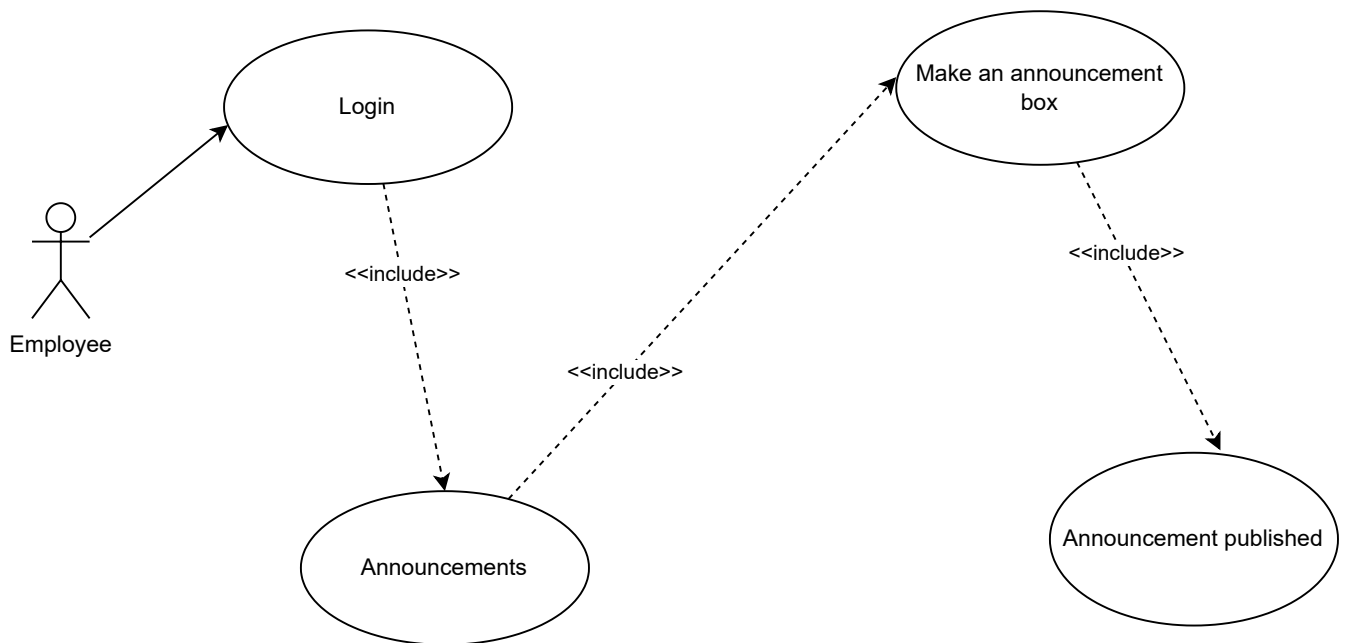 Login
Make an announcement
box
<<include>>
<<include>>
Employee
<<include>>
Announcements
Announcement published